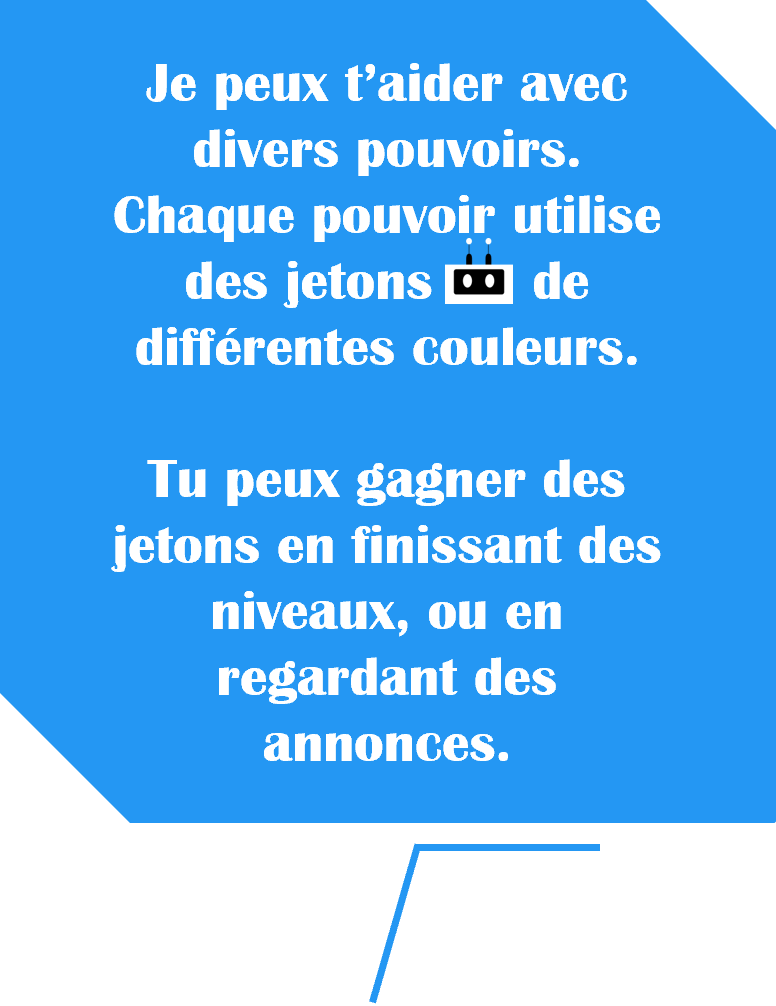 Je peux t’aider avec
divers pouvoirs.
Chaque pouvoir utilise
des jetons de
différentes couleurs.
Tu peux gagner des
jetons en finissant des
niveaux, ou en
regardant des
annonces.